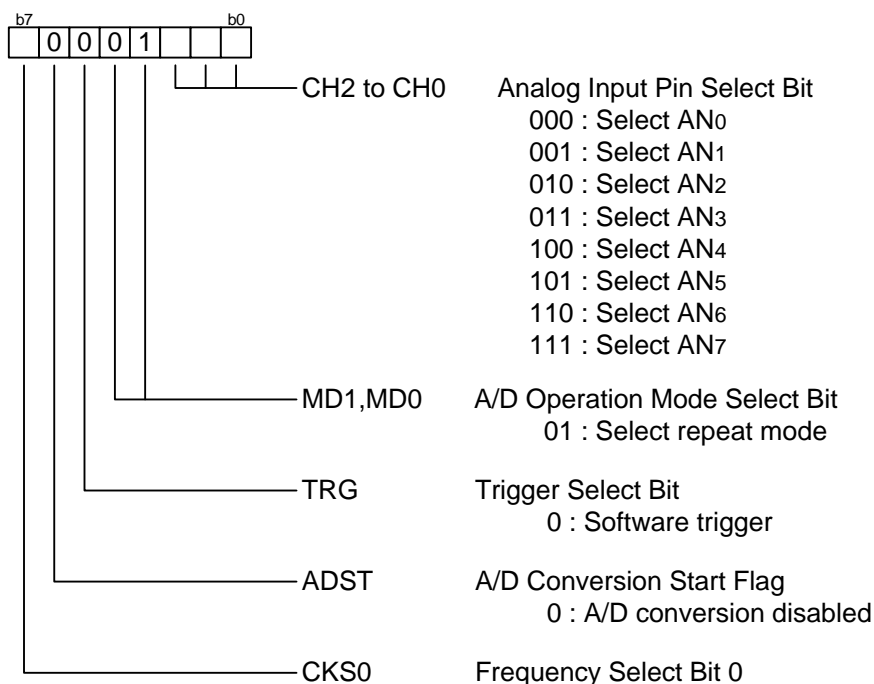 b7 b0
0 0 0 1
CH2 to CH0 Analog Input Pin Select Bit
000 : Select AN0
001 : Select AN1
010 : Select AN2
011 : Select AN3
100 : Select AN4
101 : Select AN5
110 : Select AN6
111 : Select AN7
MD1,MD0 A/D Operation Mode Select Bit
01 : Select repeat mode
TRG Trigger Select Bit
0 : Software trigger
ADST A/D Conversion Start Flag
0 : A/D conversion disabled
CKS0 Frequency Select Bit 0